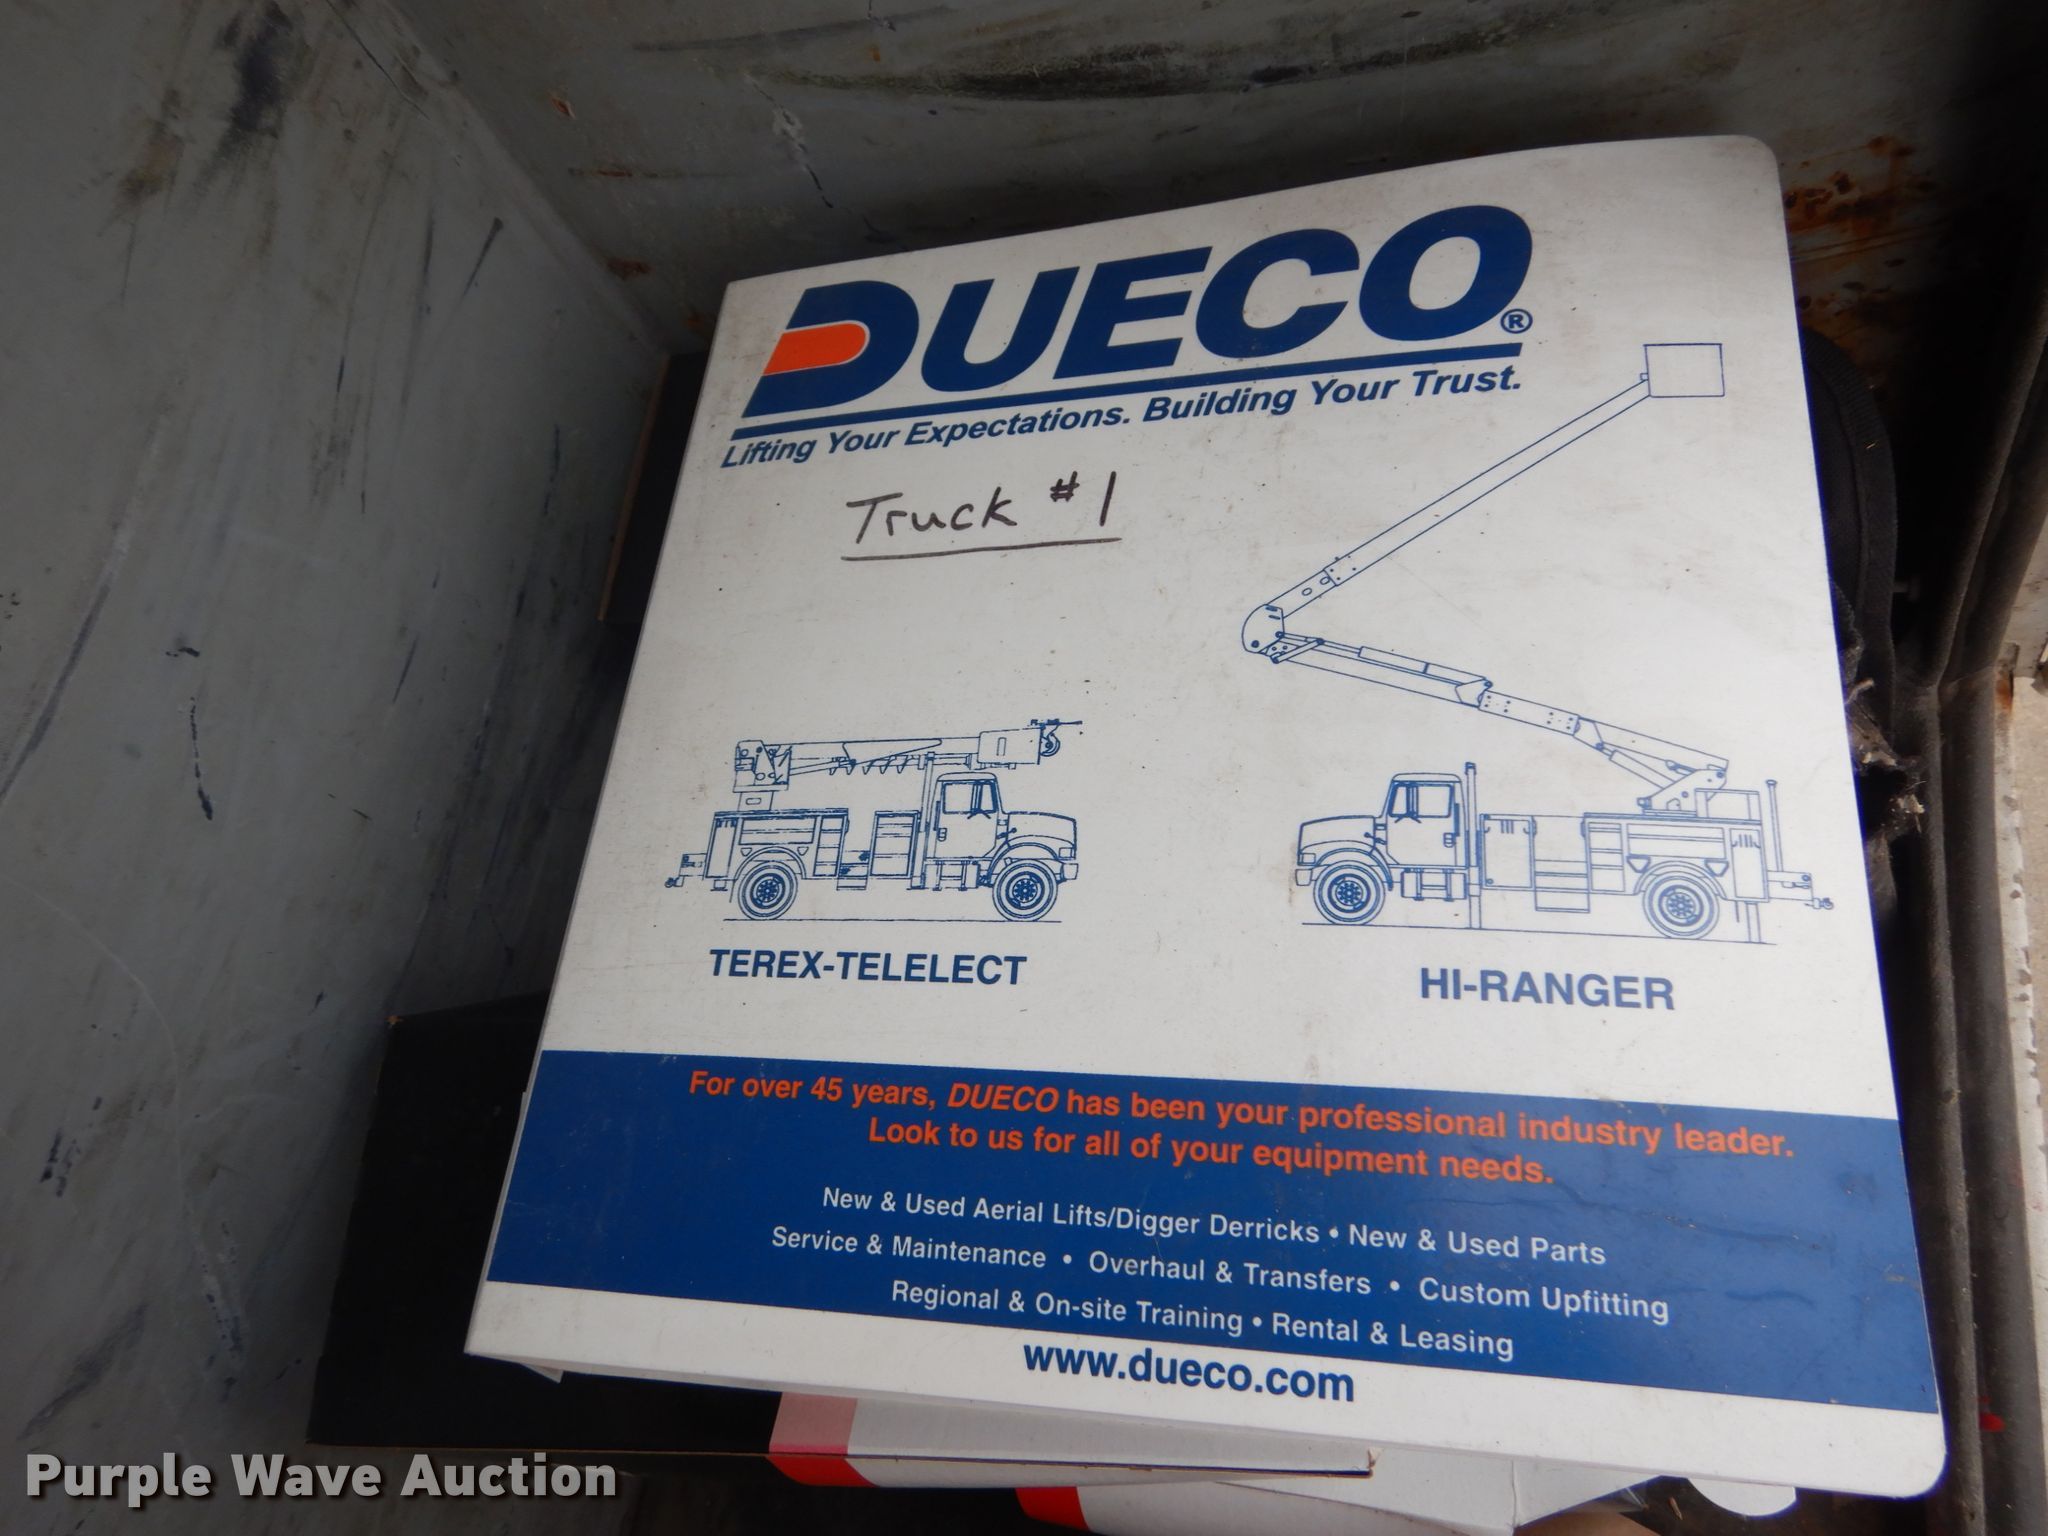 DUECO®
Lifting Your Expectations. Building Your Trust.
Truck #1
TEREX-TELELECT
HI-RANGER
For over 45 years, DUECO has been your professional industry leader.
Look to us for all of your equipment needs.
New & Used Aerial Lifts/Digger Derricks • New & Used Parts
Service & Maintenance • Overhaul & Transfers • Custom Upfitting
Regional & On-site Training • Rental & Leasing
www.dueco.com
Purple Wave Auction